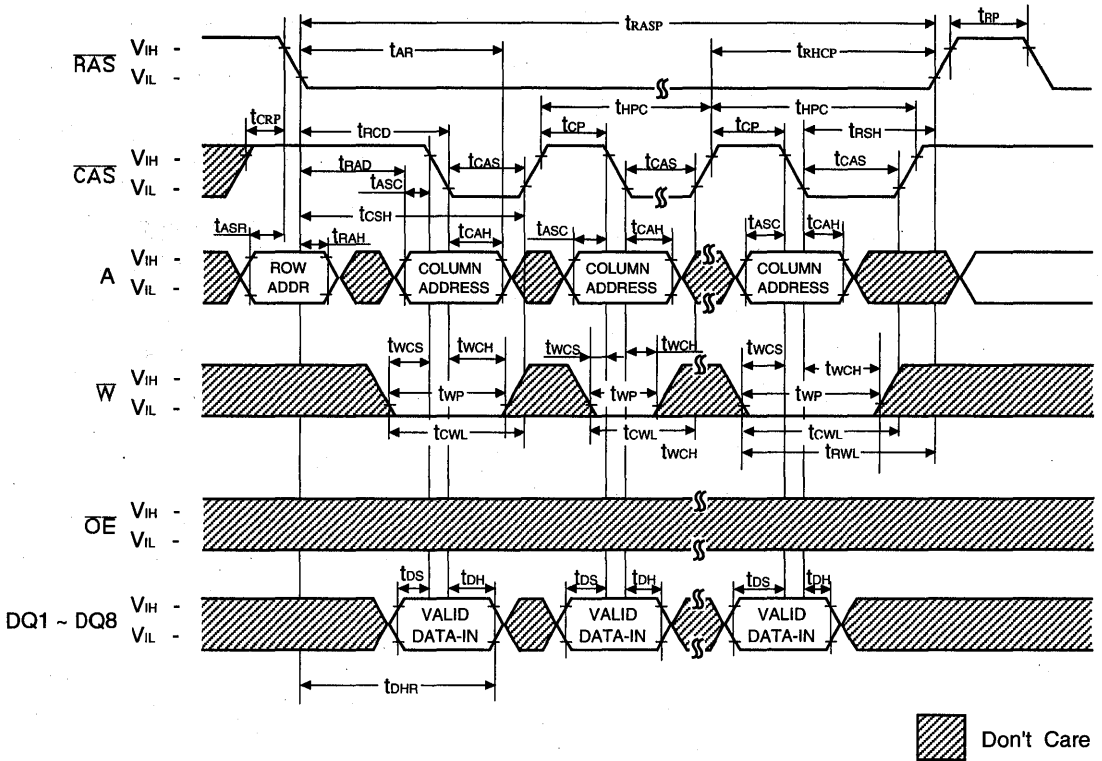 tRASP
tRP
tAR
tRHCP
RAS
VIH -
VIL -
tHPC
tHPC
tCRP
tRCD
tCP
tCP
tRSH
CAS
VIH -
VIL -
tRAD
tCAS
tCAS
tCAS
tASC
tCSH
tASR
tRAH
tCAH
tASC
tCAH
tASC
tCAH
A
VIH -
VIL -
ROW
ADDR
COLUMN
ADDRESS
COLUMN
ADDRESS
COLUMN
ADDRESS
tWCS
tWCH
tWCS
tWCH
tWCS
tWCH
W
VIH -
VIL -
tWP
tWP
tWP
tCWL
tCWL
tCWL
tWCH
tRWL
OE
VIH -
VIL -
tDS
tDH
tDS
tDH
tDS
tDH
DQ1 ~ DQ8
VIH -
VIL -
VALID
DATA-IN
VALID
DATA-IN
VALID
DATA-IN
tDHR
Don't Care